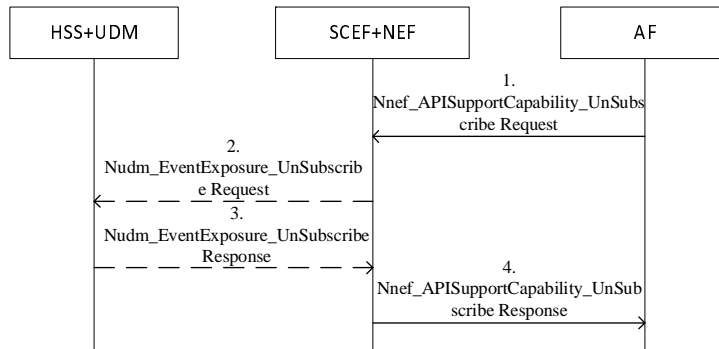 HSS+UDM
SCEF+NEF
AF
1.
Nnef_APISupportCapability_UnSubs
cribe Request
2.
Nudm_EventExposure_UnSubscrib
e Request
3.
Nudm_EventExposure_UnSubscribe
Response
4.
Nnef_APISupportCapability_UnSub
scribe Response